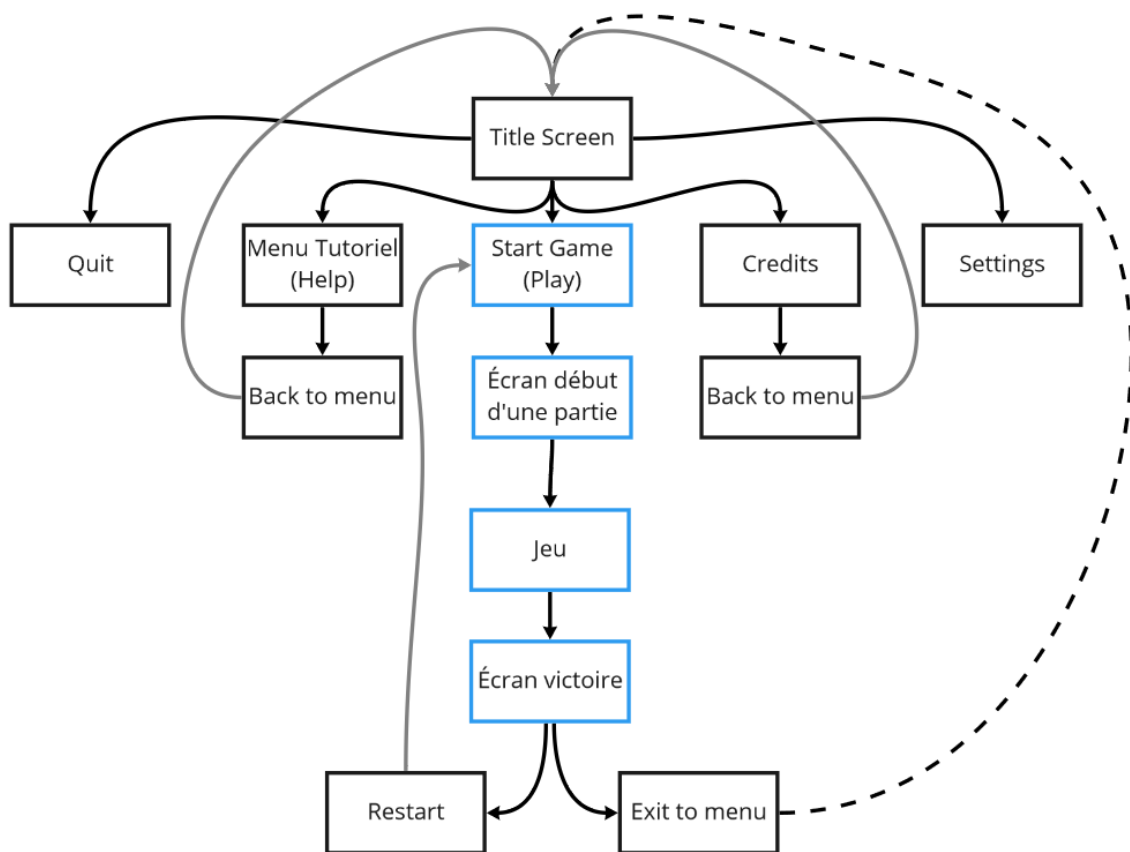 Title Screen
Quit
Menu Tutoriel
(Help)
Start Game
(Play)
Credits
Settings
Back to menu
Écran début
d'une partie
Back to menu
Jeu
Écran victoire
Restart
Exit to menu